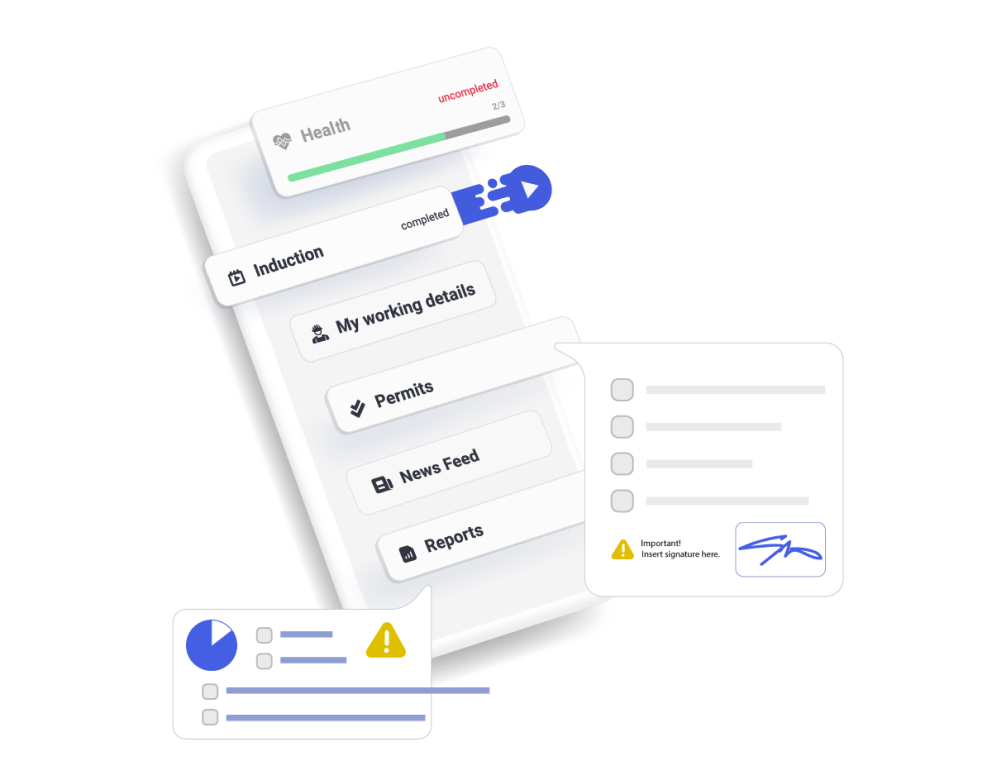 uncompleted
2/3
Health
completed
Induction
My working details
Permits
News Feed
Reports
Important!
Insert signature here.